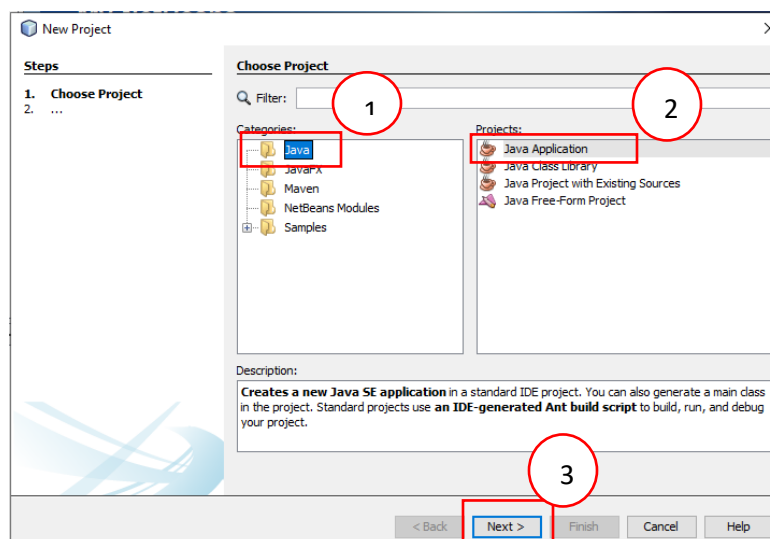 New Project
Steps
1. Choose Project
2. ...
Choose Project
Filter:
1
2
Categories:
Java
JavaFX
Maven
NetBeans Modules
Samples
Projects:
Java Application
Java Class Library
Java Project with Existing Sources
Java Free-Form Project
Description:
Creates a new Java SE application in a standard IDE project. You can also generate a main class
in the project. Standard projects use an IDE-generated Ant build script to build, run, and debug
your project.
3
< Back Next > Finish Cancel Help